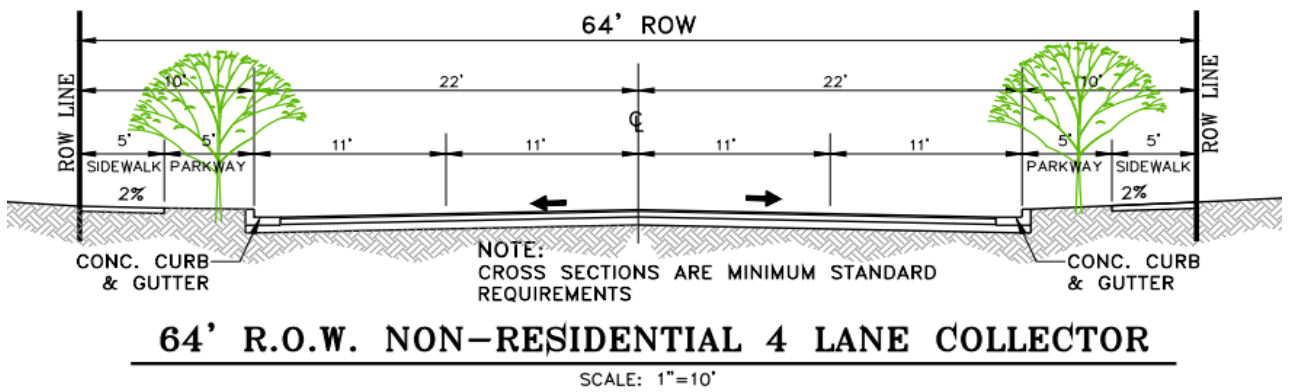 64' ROW
10' 22' 22' 10'
ROW LINE
ROW LINE
℄
5' 5' 11' 11' 11' 11' 5' 5'
SIDEWALK PARKWAY PARKWAY SIDEWALK
2% 2%
CONC. CURB
& GUTTER
NOTE:
CROSS SECTIONS ARE MINIMUM STANDARD
REQUIREMENTS
CONC. CURB
& GUTTER
64' R.O.W. NON-RESIDENTIAL 4 LANE COLLECTOR
SCALE: 1"=10'